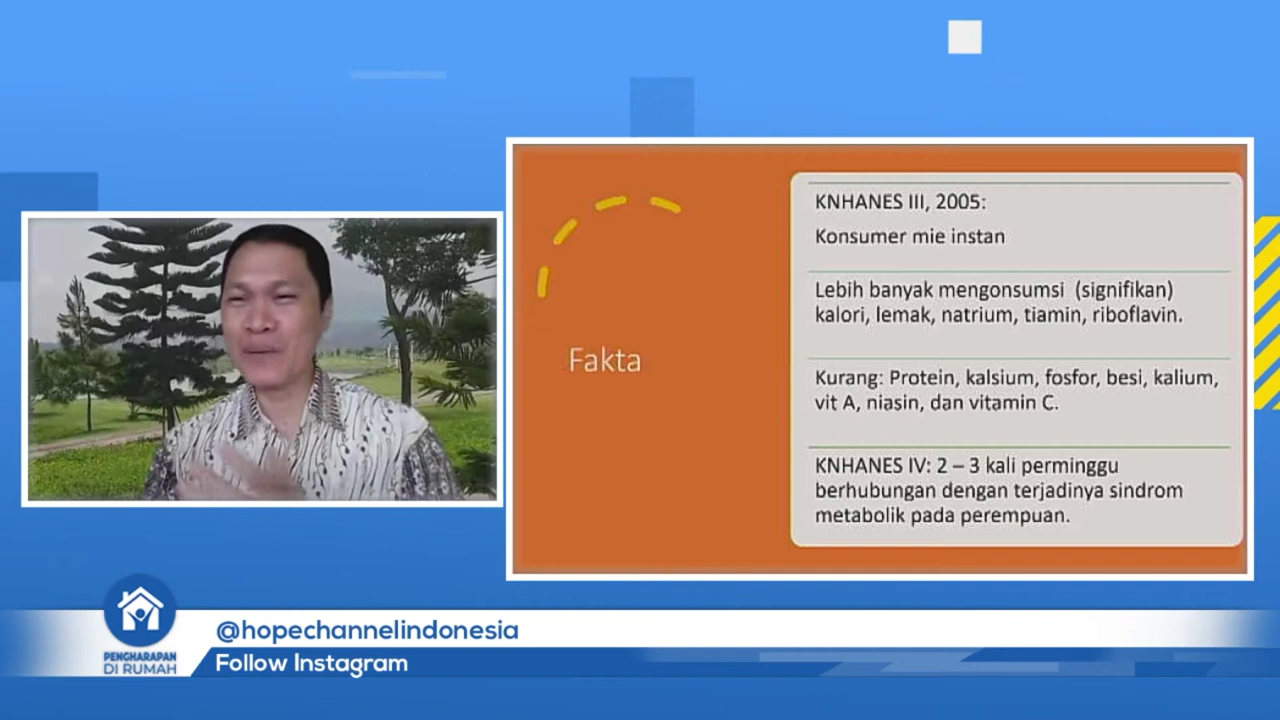 Fakta
KNHANES III, 2005:
Konsumer mie instan
Lebih banyak mengonsumsi (signifikan)
kalori, lemak, natrium, tiamin, riboflavin.
Kurang: Protein, kalsium, fosfor, besi, kalium,
vit A, niasin, dan vitamin C.
KNHANES IV: 2 – 3 kali perminggu
berhubungan dengan terjadinya sindrom
metabolik pada perempuan.
PENGHARAPAN
DI RUMAH
@hopechannelindonesia
Follow Instagram